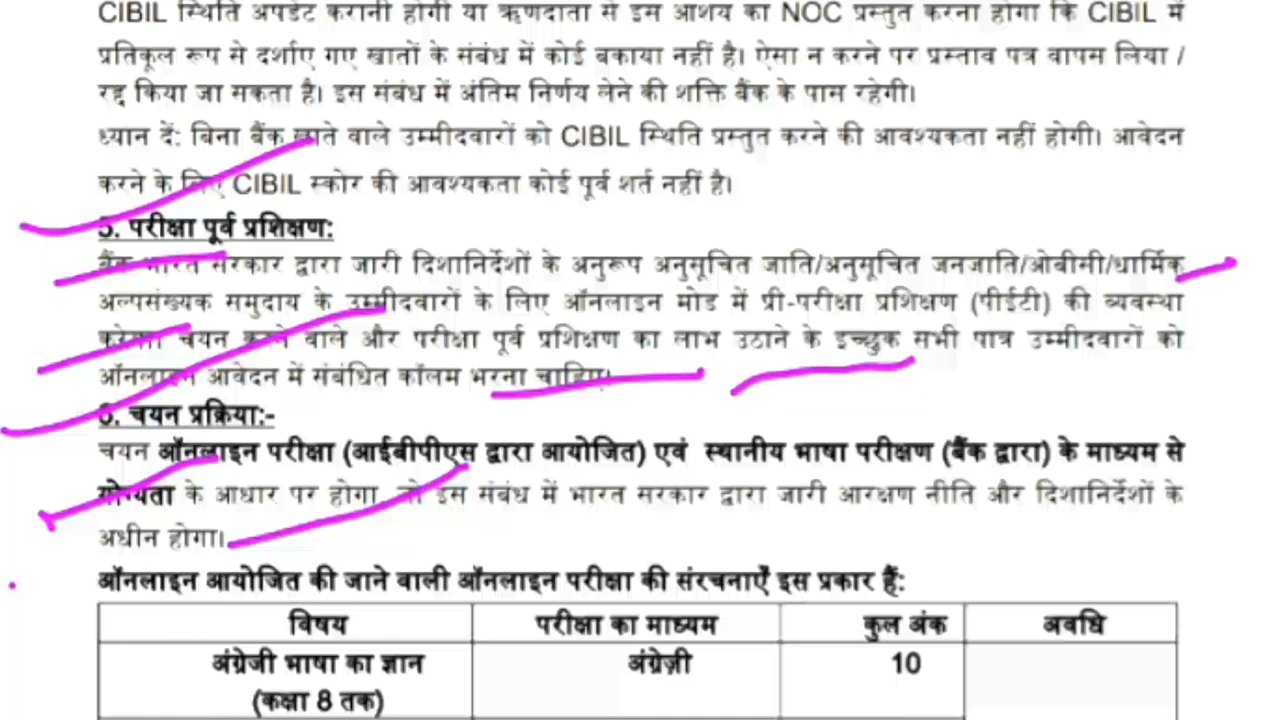 CIBIL स्थिति अपडेट करानी होगी या ऋणदाता से इस आशय का NOC प्रस्तुत करना होगा कि CIBIL में
प्रतिकूल रूप से दर्शाए गए खातों के संबंध में कोई बकाया नहीं है। ऐसा न करने पर प्रस्ताव पत्र वापस लिया /
रद्द किया जा सकता है। इस संबंध में अंतिम निर्णय लेने की शक्ति बैंक के पास रहेगी।
ध्यान दें: बिना बैंक खाते वाले उम्मीदवारों को CIBIL स्थिति प्रस्तुत करने की आवश्यकता नहीं होगी। आवेदन
करने के लिए CIBIL स्कोर की आवश्यकता कोई पूर्व शर्त नहीं है।
5. परीक्षा पूर्व प्रशिक्षण:
बैंक भारत सरकार द्वारा जारी दिशानिर्देशों के अनुरूप अनुसूचित जाति/अनुसूचित जनजाति/ओबीसी/धार्मिक
अल्पसंख्यक समुदाय के उम्मीदवारों के लिए ऑनलाइन मोड में प्री-परीक्षा प्रशिक्षण (पीईटी) की व्यवस्था
करेगा। चयन करने वाले और परीक्षा पूर्व प्रशिक्षण का लाभ उठाने के इच्छुक सभी पात्र उम्मीदवारों को
ऑनलाइन आवेदन में संबंधित कॉलम भरना चाहिए।
6. चयन प्रक्रिया:-
चयन ऑनलाइन परीक्षा (आईबीपीएस द्वारा आयोजित) एवं स्थानीय भाषा परीक्षण (बैंक द्वारा) के माध्यम से
योग्यता के आधार पर होगा, जो इस संबंध में भारत सरकार द्वारा जारी आरक्षण नीति और दिशानिर्देशों के
अधीन होगा।
ऑनलाइन आयोजित की जाने वाली ऑनलाइन परीक्षा की संरचनाएँ इस प्रकार हैं:
विषय परीक्षा का माध्यम कुल अंक अवधि
अंग्रेजी भाषा का ज्ञान अंग्रेज़ी 10
(कक्षा 8 तक)